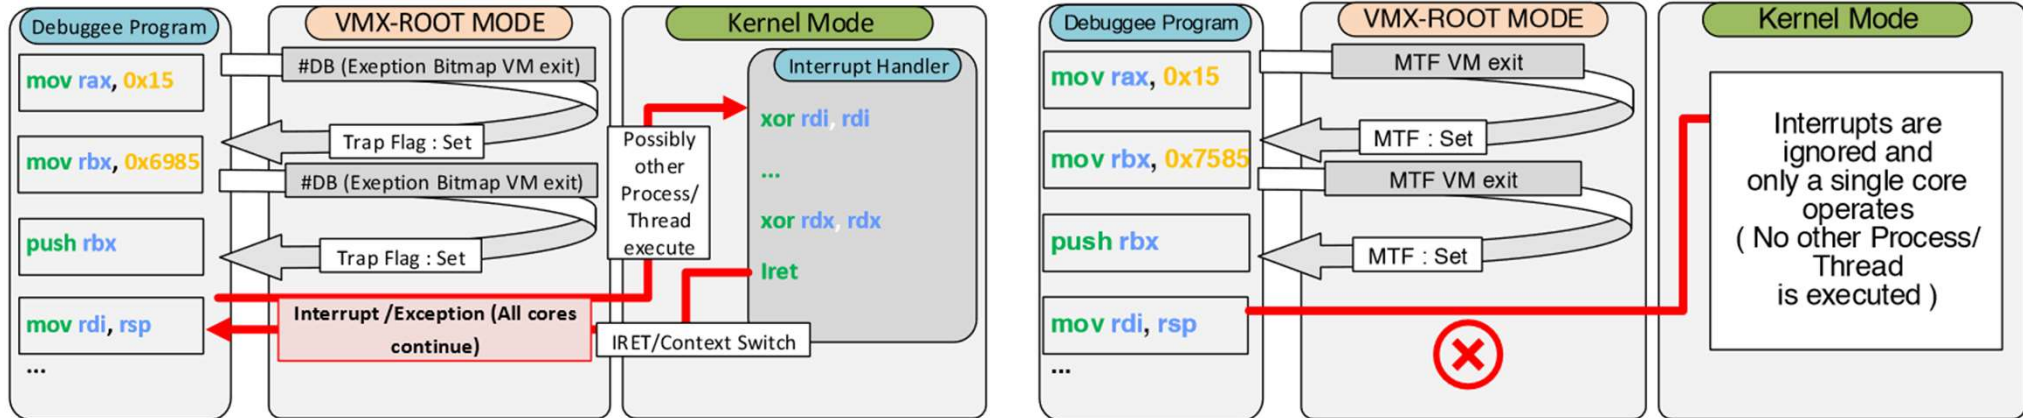 Debuggee Program
mov rax, 0x15
mov rbx, 0x6985
push rbx
mov rdi, rsp
...
VMX-ROOT MODE
#DB (Exeption Bitmap VM exit)
Trap Flag : Set
#DB (Exeption Bitmap VM exit)
Trap Flag : Set
Interrupt /Exception (All cores
continue)
Possibly
other
Process/
Thread
execute
IRET/Context Switch
Kernel Mode
Interrupt Handler
xor rdi, rdi
...
xor rdx, rdx
Iret
Debuggee Program
mov rax, 0x15
mov rbx, 0x7585
push rbx
mov rdi, rsp
...
VMX-ROOT MODE
MTF VM exit
MTF : Set
MTF VM exit
MTF : Set
Kernel Mode
Interrupts are
ignored and
only a single core
operates
( No other Process/
Thread
is executed )